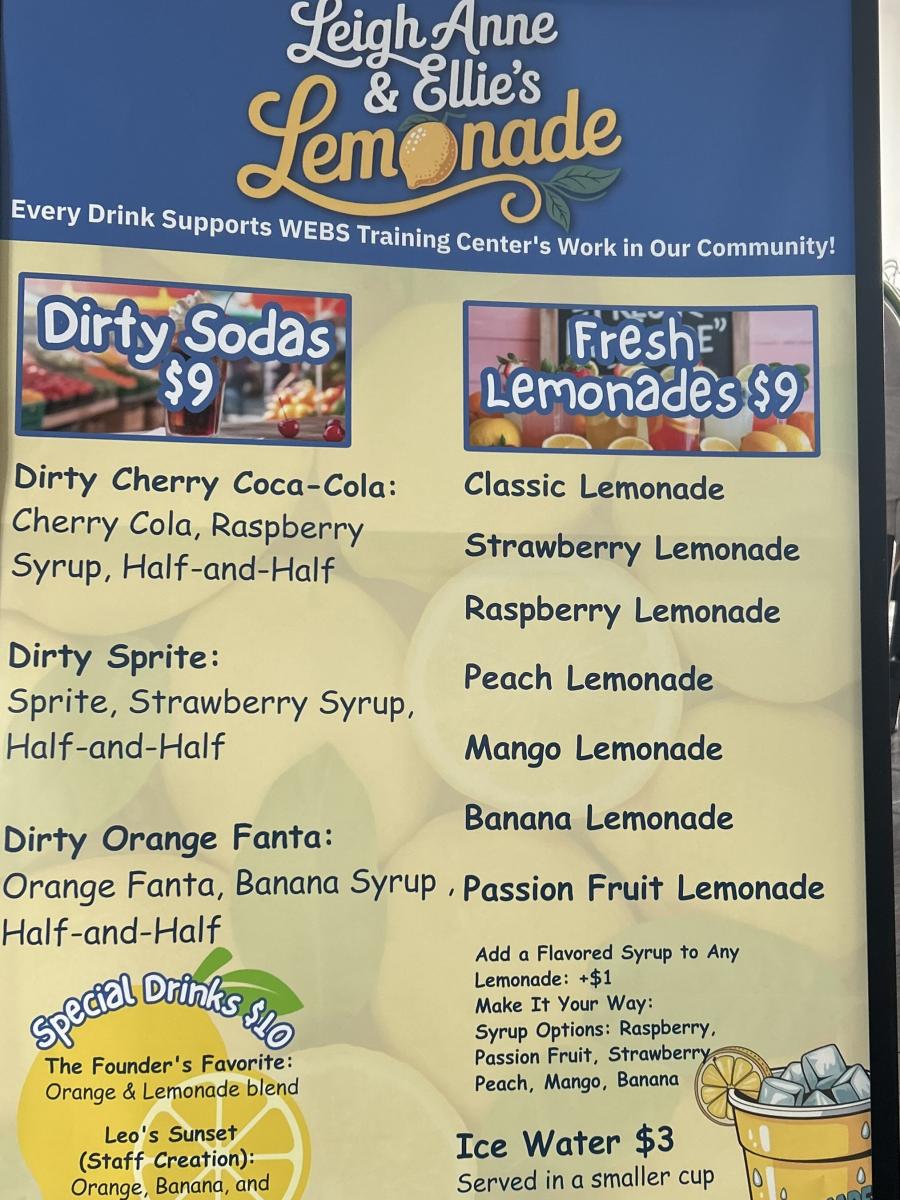 Leigh Anne
& Ellie's
Lemonade
Every Drink Supports WEBS Training Center's Work in Our Community!
Dirty Sodas
$9
Dirty Cherry Coca-Cola:
Cherry Cola, Raspberry
Syrup, Half-and-Half
Dirty Sprite:
Sprite, Strawberry Syrup,
Half-and-Half
Dirty Orange Fanta:
Orange Fanta, Banana Syrup ,
Half-and-Half
Special Drinks $10
The Founder's Favorite:
Orange & Lemonade blend
Leo's Sunset
(Staff Creation):
Orange, Banana, and
Fresh
Lemonades $9
Classic Lemonade
Strawberry Lemonade
Raspberry Lemonade
Peach Lemonade
Mango Lemonade
Banana Lemonade
Passion Fruit Lemonade
Add a Flavored Syrup to Any
Lemonade: +$1
Make It Your Way:
Syrup Options: Raspberry,
Passion Fruit, Strawberry
Peach, Mango, Banana
Ice Water $3
Served in a smaller cup